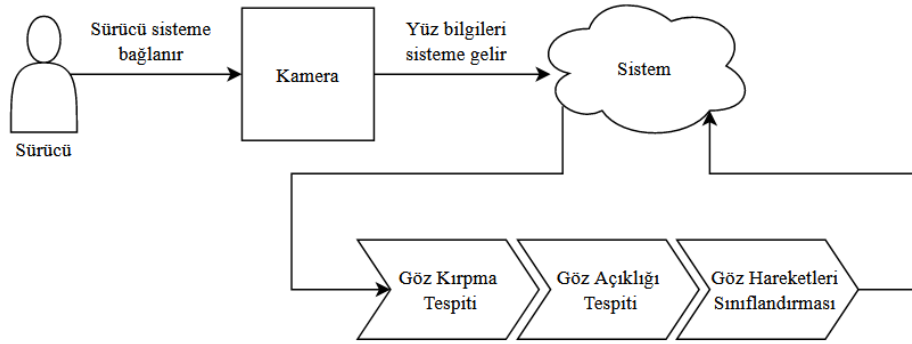 Sürücü sisteme
bağlanır
Yüz bilgileri
sisteme gelir
Kamera
Sistem
Sürücü
Göz Kırpma
Tespiti
Göz Açıklığı
Tespiti
Göz Hareketleri
Sınıflandırması